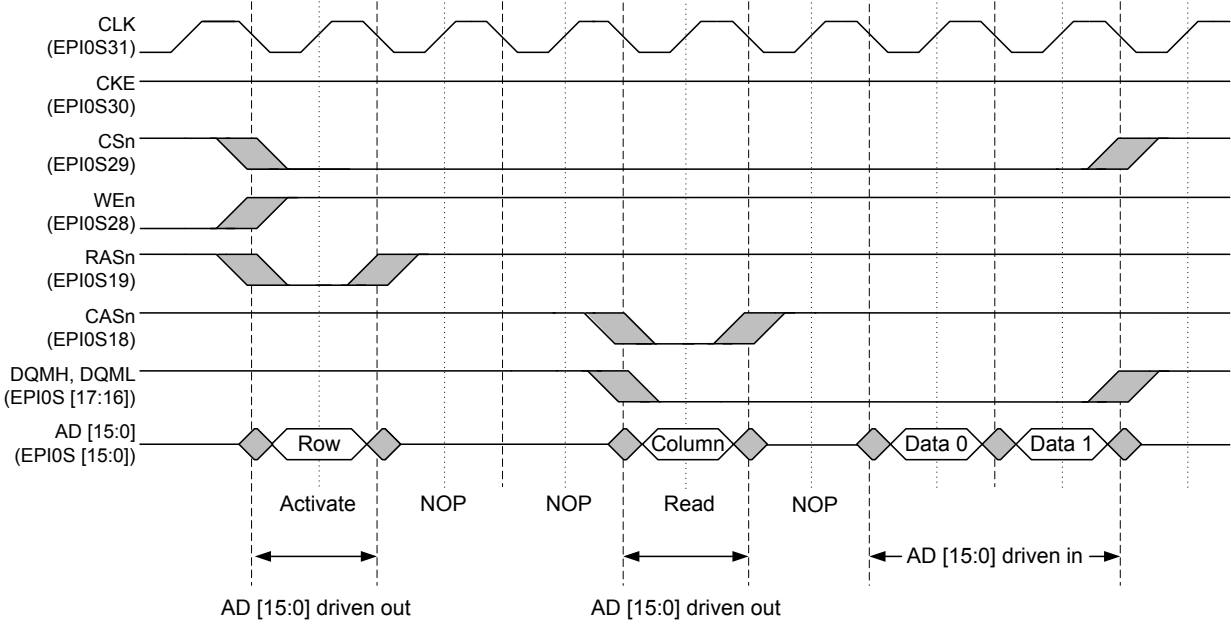 CLK
(EPI0S31)
CKE
(EPI0S30)
CSn
(EPI0S29)
WEn
(EPI0S28)
RASn
(EPI0S19)
CASn
(EPI0S18)
DQMH, DQML
(EPI0S [17:16])
AD [15:0]
(EPI0S [15:0])
Row
Column
Data 0
Data 1
Activate
NOP
NOP
Read
NOP
AD [15:0] driven in
AD [15:0] driven out
AD [15:0] driven out